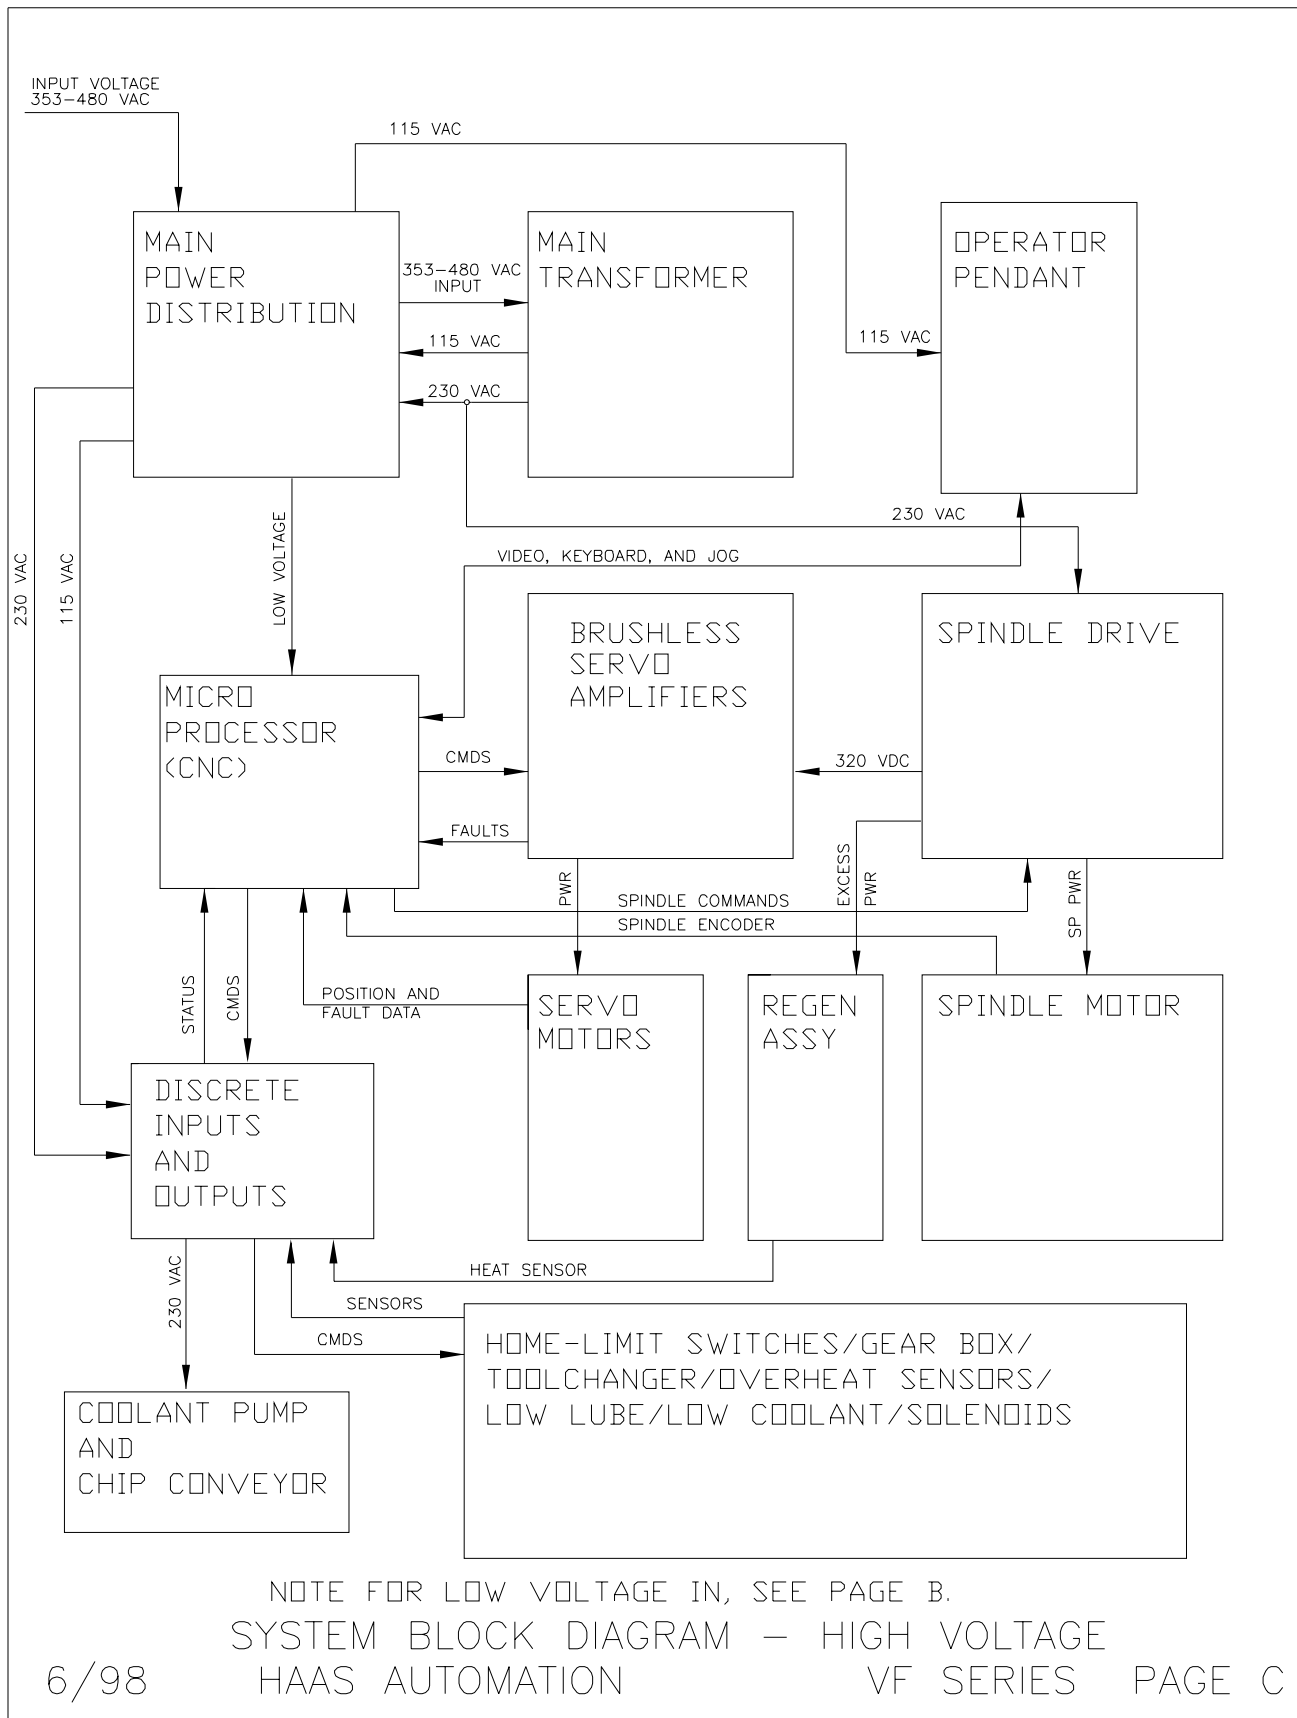 INPUT VOLTAGE
353-480 VAC
115 VAC
MAIN
POWER
DISTRIBUTION
353-480 VAC
INPUT
115 VAC
230 VAC
MAIN
TRANSFORMER
115 VAC
OPERATOR
PENDANT
230 VAC
230 VAC
115 VAC
LOW VOLTAGE
VIDEO, KEYBOARD, AND JOG
MICRO
PROCESSOR
(CNC)
CMDS
FAULTS
BRUSHLESS
SERVO
AMPLIFIERS
320 VDC
SPINDLE DRIVE
PWR
EXCESS
PWR
SP PWR
SPINDLE COMMANDS
SPINDLE ENCODER
STATUS
CMDS
POSITION AND
FAULT DATA
SERVO
MOTORS
REGEN
ASSY
SPINDLE MOTOR
DISCRETE
INPUTS
AND
OUTPUTS
230 VAC
HEAT SENSOR
SENSORS
CMDS
HOME-LIMIT SWITCHES/GEAR BOX/
TOOLCHANGER/OVERHEAT SENSORS/
LOW LUBE/LOW COOLANT/SOLENOIDS
COOLANT PUMP
AND
CHIP CONVEYOR
NOTE FOR LOW VOLTAGE IN, SEE PAGE B.
SYSTEM BLOCK DIAGRAM - HIGH VOLTAGE
6/98 HAAS AUTOMATION VF SERIES PAGE C